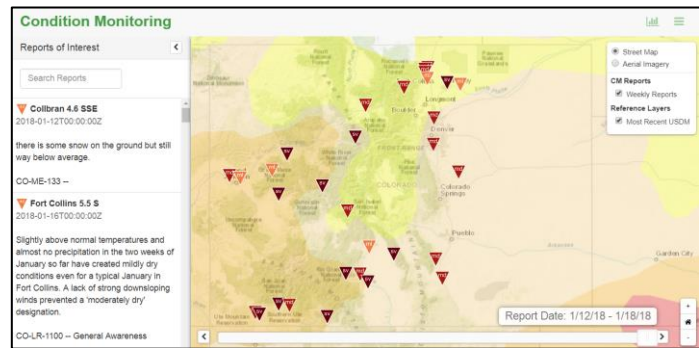 Condition Monitoring
Reports of Interest
Search Reports
Collbran 4.6 SSE
2018-01-12T00:00:00Z
there is some snow on the ground but still
way below average.
CO-ME-133 --
Fort Collins 5.5 S
2018-01-16T00:00:00Z
Slightly above normal temperatures and
almost no precipitation in the two weeks of
January so far have created mildly dry
conditions even for a typical January in
Fort Collins. A lack of strong downsloping
winds prevented a 'moderately dry'
designation.
CO-LR-1100 -- General Awareness
Street Map
Aerial Imagery
CM Reports
Weekly Reports
Reference Layers
Most Recent USDM
Longmont
Boulder
Denver
COLORADO
Colorado
Springs
Pueblo
Garden City
Report Date: 1/12/18 - 1/18/18